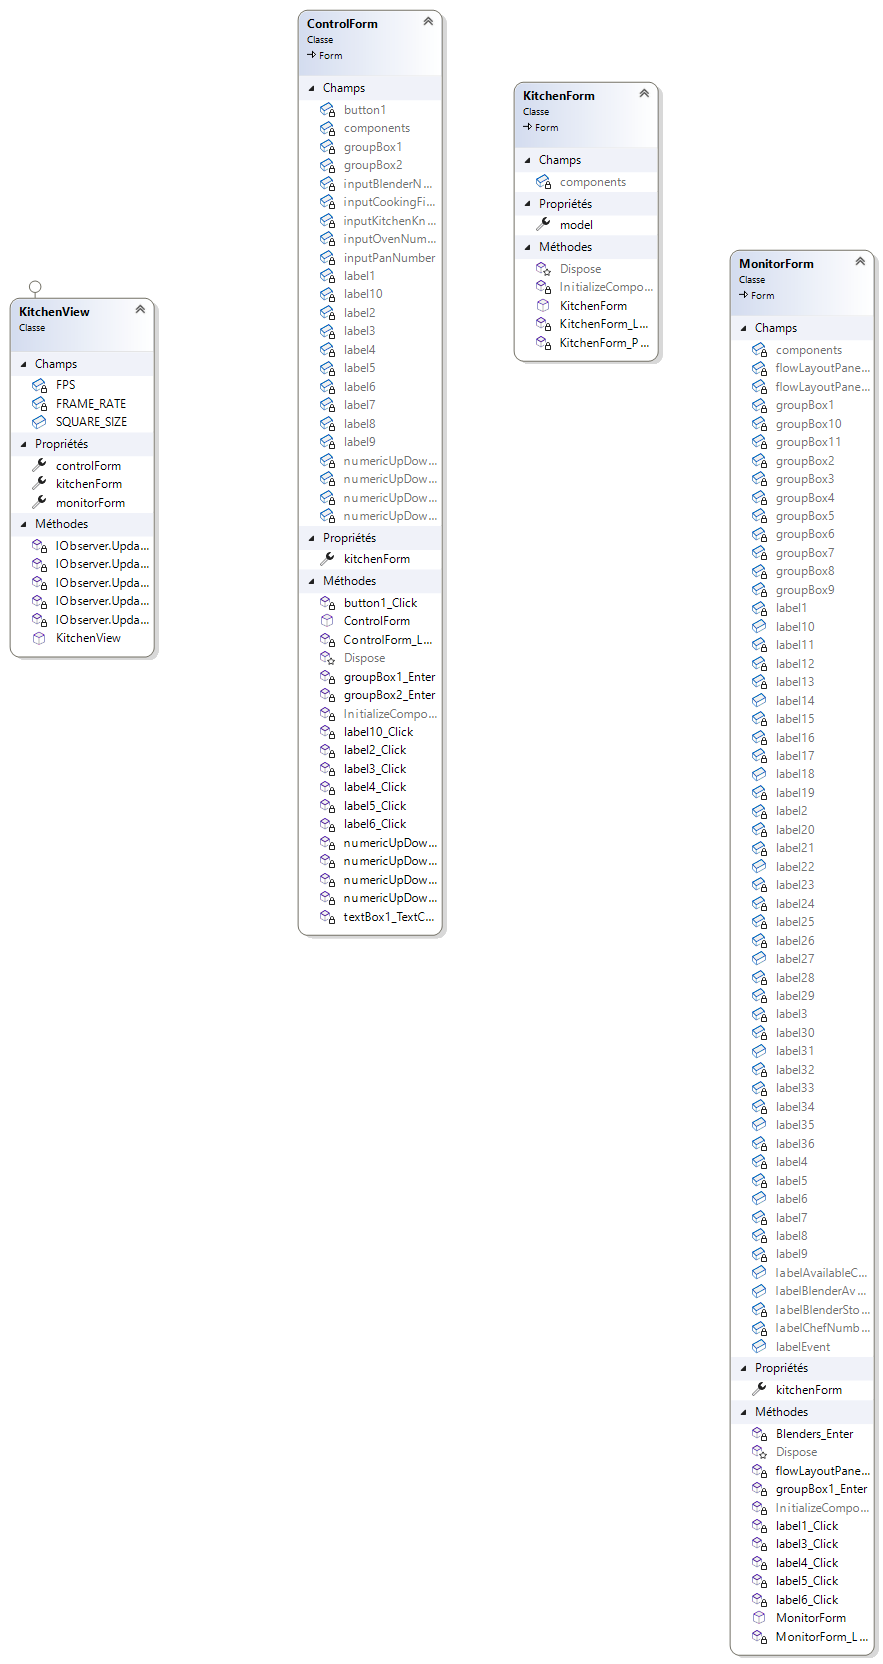 KitchenView
Classe
Champs
FPS
FRAME_RATE
SQUARE_SIZE
Propriétés
controlForm
kitchenForm
monitorForm
Méthodes
IObserver.Upda...
IObserver.Upda...
IObserver.Upda...
IObserver.Upda...
IObserver.Upda...
KitchenView
ControlForm
Classe
Form
Champs
button1
components
groupBox1
groupBox2
inputBlenderN...
inputCookingFi...
inputKitchenKn...
inputOvenNum...
inputPanNumber
label1
label10
label2
label3
label4
label5
label6
label7
label8
label9
numericUpDow...
numericUpDow...
numericUpDow...
numericUpDow...
Propriétés
kitchenForm
Méthodes
button1_Click
ControlForm
ControlForm_L...
Dispose
groupBox1_Enter
groupBox2_Enter
InitializeCompo...
label10_Click
label2_Click
label3_Click
label4_Click
label5_Click
label6_Click
numericUpDow...
numericUpDow...
numericUpDow...
numericUpDow...
textBox1_TextC...
KitchenForm
Classe
Form
Champs
components
Propriétés
model
Méthodes
Dispose
InitializeCompo...
KitchenForm
KitchenForm_L...
KitchenForm_P...
MonitorForm
Classe
Form
Champs
components
flowLayoutPane...
flowLayoutPane...
groupBox1
groupBox10
groupBox11
groupBox2
groupBox3
groupBox4
groupBox5
groupBox6
groupBox7
groupBox8
groupBox9
label1
label10
label11
label12
label13
label14
label15
label16
label17
label18
label19
label2
label20
label21
label22
label23
label24
label25
label26
label27
label28
label29
label3
label30
label31
label32
label33
label34
label35
label36
label4
label5
label6
label7
label8
label9
labelAvailableC...
labelBlenderAv...
labelBlenderSto...
labelChefNumb...
labelEvent
Propriétés
kitchenForm
Méthodes
Blenders_Enter
Dispose
flowLayoutPane...
groupBox1_Enter
InitializeCompo...
label1_Click
label3_Click
label4_Click
label5_Click
label6_Click
MonitorForm
MonitorForm_L...